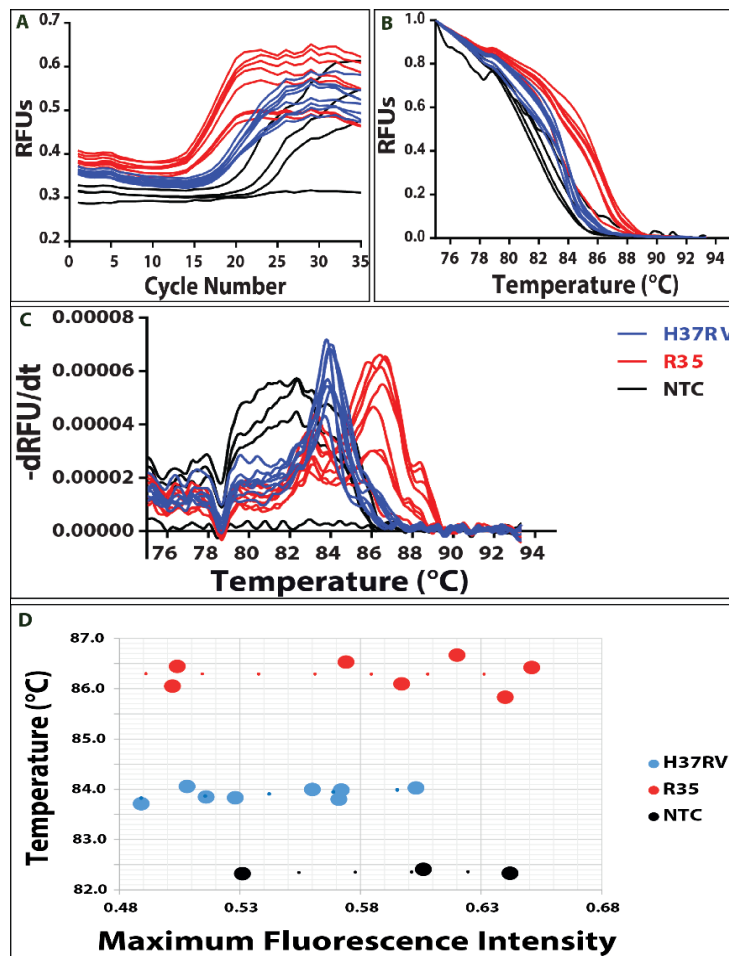 A
0.7
0.6
0.5
0.4
0.3
0.2
RFUs
0 5 10 15 20 25 30 35
Cycle Number
B
1.0
0.8
0.6
0.4
0.2
0.0
RFUs
76 78 80 82 84 86 88 90 92 94
Temperature (°C)
C
0.00008
0.00006
0.00004
0.00002
0.00000
-dRFU/dt
76 78 80 82 84 86 88 90 92 94
Temperature (°C)
H37RV
R35
NTC
D
87.0
86.0
85.0
84.0
83.0
82.0
Temperature (°C)
0.48 0.53 0.58 0.63 0.68
Maximum Fluorescence Intensity
H37RV
R35
NTC